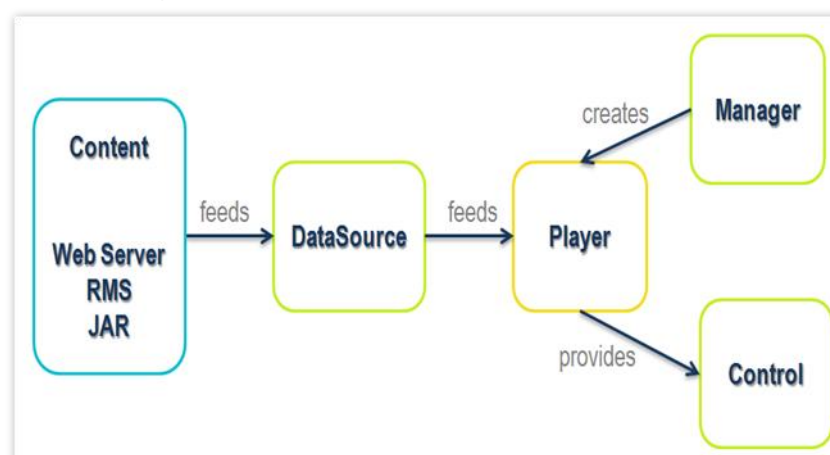 Content
Web Server
RMS
JAR
feeds
DataSource
feeds
Player
creates
Manager
provides
Control